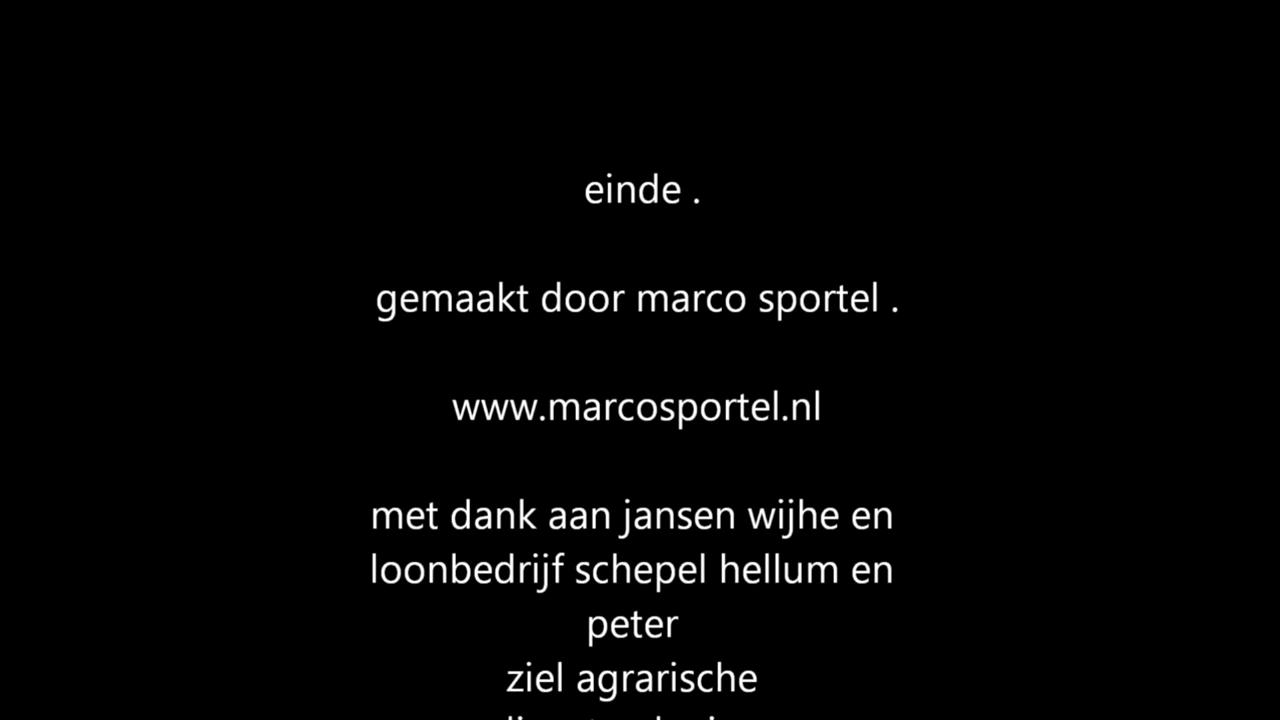 einde .
gemaakt door marco sportel .
www.marcosportel.nl
met dank aan jansen wijhe en
loonbedrijf schepel hellum en
peter
ziel agrarische